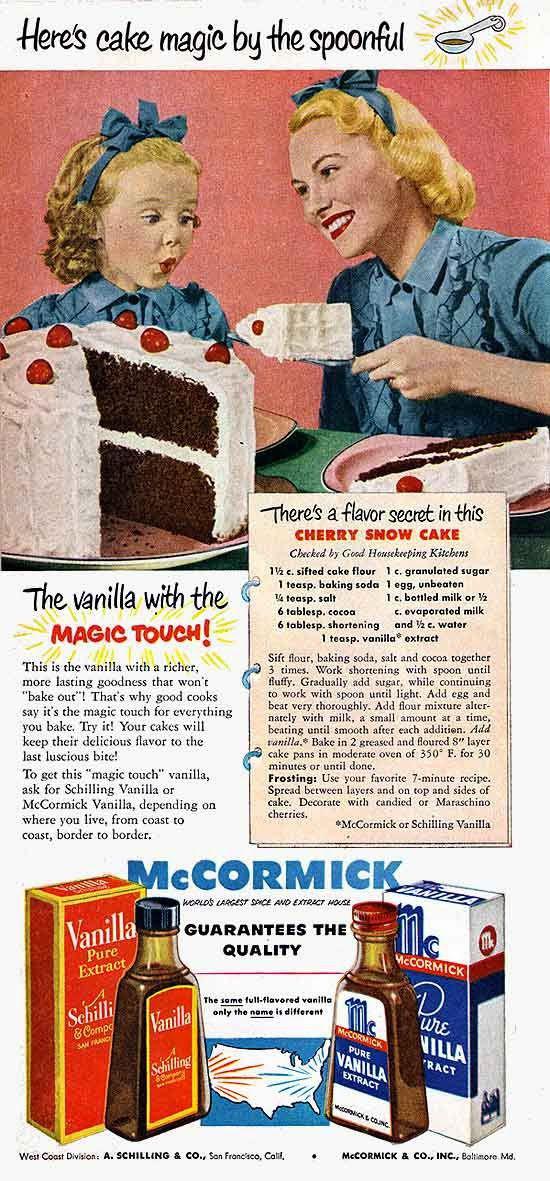 Here's cake magic by the spoonful
There's a flavor secret in this
CHERRY SNOW CAKE
Checked by Good Housekeeping Kitchens
1½ c. sifted cake flour
1 teasp. baking soda
¼ teasp. salt
6 tablesp. cocoa
6 tablesp. shortening
1 c. granulated sugar
1 egg, unbeaten
1 c. bottled milk or ½
c. evaporated milk
and ½ c. water
1 teasp. vanilla* extract
Sift flour, baking soda, salt and cocoa together
3 times. Work shortening with spoon until
fluffy. Gradually add sugar, while continuing
to work with spoon until light. Add egg and
beat very thoroughly. Add flour mixture alter-
nately with milk, a small amount at a time,
beating until smooth after each addition. Add
vanilla.* Bake in 2 greased and floured 8" layer
cake pans in moderate oven of 350° F. for 30
minutes or until done.
Frosting: Use your favorite 7-minute recipe.
Spread between layers and on top and sides of
cake. Decorate with candied or Maraschino
cherries.
*McCormick or Schilling Vanilla
The vanilla with the
MAGIC TOUCH!
This is the vanilla with a richer,
more lasting goodness that won't
"bake out"! That's why good cooks
say it's the magic touch for everything
you bake. Try it! Your cakes will
keep their delicious flavor to the
last luscious bite!
To get this "magic touch" vanilla,
ask for Schilling Vanilla or
McCormick Vanilla, depending on
where you live, from coast to
coast, border to border.
McCORMICK
WORLD'S LARGEST SPICE AND EXTRACT HOUSE
GUARANTEES THE
QUALITY
The same full-flavored vanilla
only the name is different
Vanilla
Vanilla
Pure
Extract
A
Schilli
& Compa
SAN FRANCI
Vanilla
A
Schilling
& Company
Mc
McCORMICK
PURE
VANILLA
EXTRACT
McCORMICK & CO., INC.
VANILLA
Mc
McCORMICK
Mc
PURE
NILLA
RACT
West Coast Division: A. SCHILLING & CO., San Francisco, Calif. • McCORMICK & CO., INC., Baltimore, Md.